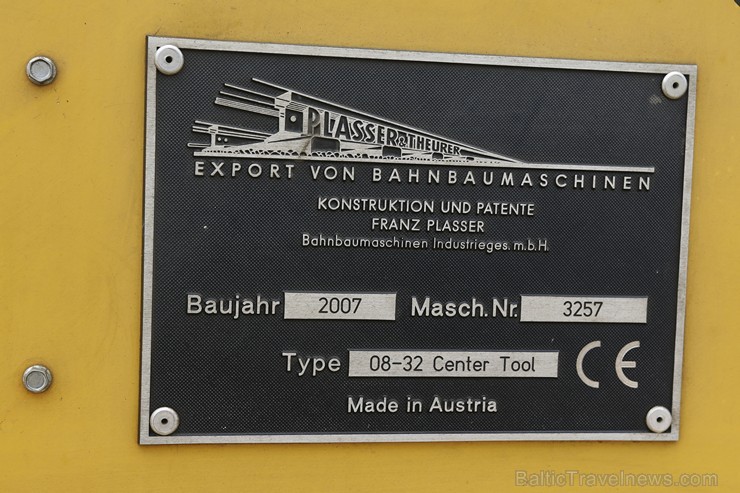 PLASSER & THEURER
EXPORT VON BAHNBAUMASCHINEN
KONSTRUKTION UND PATENTE
FRANZ PLASSER
Bahnbaumaschinen Industrieges.m.b.H.
Baujahr 2007 Masch.Nr. 3257
Type 08-32 Center Tool CE
Made in Austria
BalticTravelnews.com